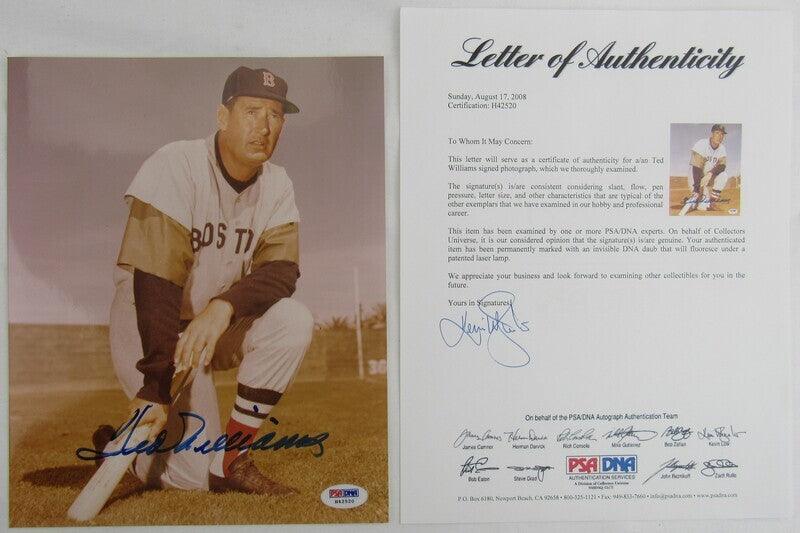 B
BOSTON
Ted Williams
PSA DNA
H42520
Letter of Authenticity
Sunday, August 17, 2008
Certification: H42520
To Whom It May Concern:
This letter will serve as a certificate of authenticity for a/an Ted
Williams signed photograph, which we thoroughly examined.
The signature(s) is/are consistent considering slant, flow, pen
pressure, letter size, and other characteristics that are typical of the
other exemplars that we have examined in our hobby and professional
career.
This item has been examined by one or more PSA/DNA experts. On behalf of Collectors
Universe, it is our considered opinion that the signature(s) is/are genuine. Your authenticated
item has been permanently marked with an invisible DNA daub that will fluoresce under a
patented laser lamp.
We appreciate your business and look forward to examining other collectibles for you in the
future.
Yours in Signatures,
On behalf of the PSA/DNA Autograph Authentication Team
James Camner Herman Darvick Rich Consola Mike Gutierrez Bob Zafian Kevin Low
Bob Eaton Steve Grad PSA DNA John Reznikoff Zach Rullo
AUTHENTICATION SERVICES
A Division of Collectors Universe
P.O. Box 6180, Newport Beach, CA 92658 • 800-325-1121 • Fax: 949-833-7660 • info@psadna.com • www.psadna.com